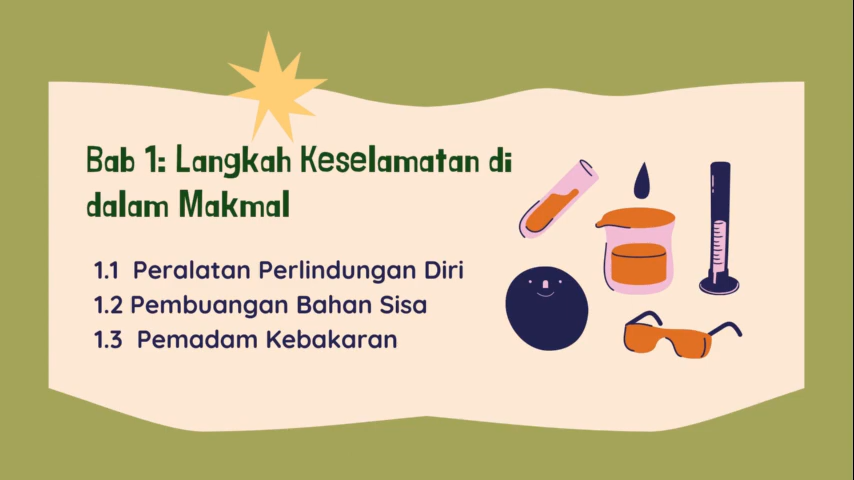 Bab 1: Langkah Keselamatan di
dalam Makmal
1.1 Peralatan Perlindungan Diri
1.2 Pembuangan Bahan Sisa
1.3 Pemadam Kebakaran